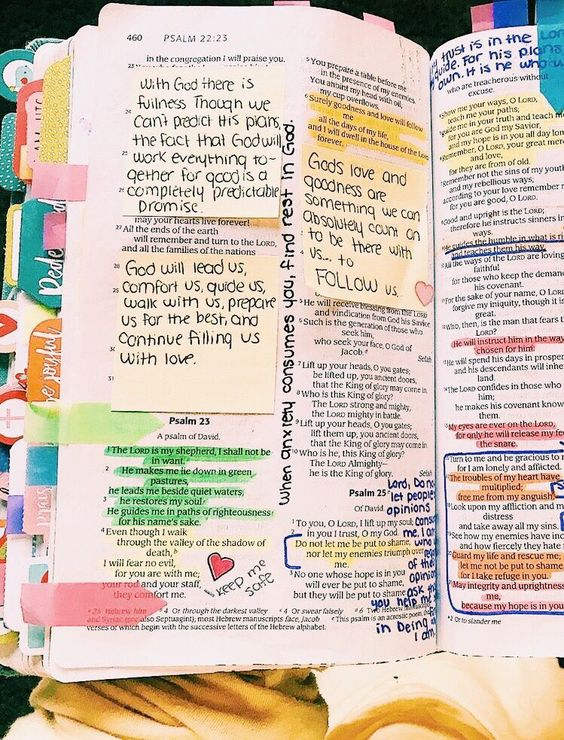 460 PSALM 22:23
in the congregation I will praise you.
With God there is
fullness Though we
Can't predict His plans,
the fact that God will
work everything to-
gether for good is a
completely predictable
promise.
may your hearts live forever!
27 All the ends of the earth
will remember and turn to the LORD,
and all the families of the nations
28
God will lead us,
comfort us, guide us,
walk with us, prepare
us for the best, and
continue filling us
with love.
31
Psalm 23
A psalm of David.
1 The LORD is my shepherd, I shall not be
in want.
2 He makes me lie down in green
pastures,
he leads me beside quiet waters,
3 he restores my soul.
He guides me in paths of righteousness
for his name's sake.
4 Even though I walk
through the valley of the shadow of
death, b
I will fear no evil,
for you are with me;
your rod and your staff,
they comfort me.
keep me
safe
When anxiety consumes you, find rest in God.
5 You prepare a table before me
in the presence of my enemies.
You anoint my head with oil,
my cup overflows.
6 Surely goodness and love will follow
me
all the days of my life,
and I will dwell in the house of the LORD
forever.
Gods love and
goodness are
something we can
absolutely count on
to be there with
us... to
FOLLOW us
5 He will receive blessing from the LORD
and vindication from God his Savior
6 Such is the generation of those who
seek him,
who seek your face, O God of
Jacob. d
Selah
7 Lift up your heads, O you gates;
be lifted up, you ancient doors,
that the King of glory may come in.
8 Who is this King of glory?
The LORD strong and mighty,
the LORD mighty in battle.
9 Lift up your heads, O you gates;
lift them up, you ancient doors,
that the King of glory may come in.
10 Who is he, this King of glory?
The LORD Almighty—
he is the King of glory.
Selah
Psalm 25 e
Of David
1 To you, O LORD, I lift up my soul;
2 in you I trust, O my God
Do not let me be put to shame,
nor let my enemies triumph over
me.
3 No one whose hope is in you
will ever be put to shame,
but they will be put to shame
Lord, Do not
let people
opinions
a 25 Hebrew him
b 4 Or through the darkest valley
c 4 Or swear falsely
d 6 Two Hebrew
and Syriac (see also Septuagint); most Hebrew manuscripts face, Jacob
e This psalm is an acrostic poem,
verses of which begin with the successive letters of the Hebrew alphabet.
trust is in the Lord
guide. For his plans
own. It is he who
who are treacherous without
excuse.
4 Show me your ways, O LORD,
teach me your paths;
5 guide me in your truth and teach
for you are God my Savior,
and my hope is in you all day
6 Remember, O LORD, your great
and love,
for they are from of old.
7 Remember not the sins of my
and my rebellious ways;
according to your love remember
for you are good, O LORD.
8 Good and upright is the LORD;
therefore he instructs sinners in
ways.
9 He guides the humble in what is
and teaches them his way.
10 All the ways of the LORD are loving
faithful
for those who keep the demands
his covenant.
11 For the sake of your name, O LORD
forgive my iniquity, though it is
great.
12 Who, then, is the man that fears
He will instruct him in the way
chosen for him.
13 He will spend his days in
and his descendants will
land.
14 The LORD confides in those who
him;
he makes his covenant known
them.
15 My eyes are ever on the LORD,
for only he will release my
the snare.
16 Turn to me and be gracious to
for I am lonely and afflicted.
17 The troubles of my heart have
multiplied;
free me from my anguish
18 Look upon my affliction and
distress
and take away all my sins.
19 See how my enemies have
and how fiercely they hate
20 Guard my life and rescue me;
let me not be put to shame
for I take refuge in you.
21 May integrity and uprightness
me,
because my hope is in you
a 2 Or to slander me
Be joyful